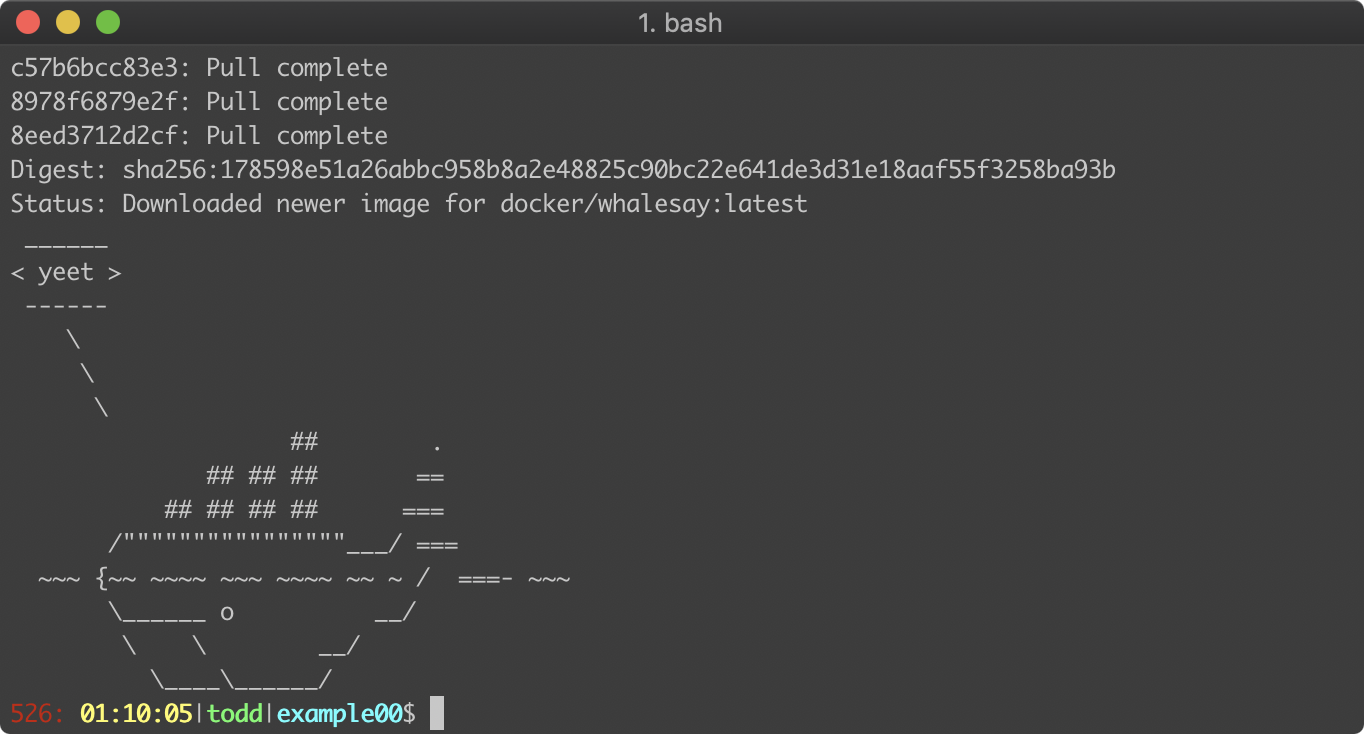 1. bash
c57b6bcc83e3: Pull complete
8978f6879e2f: Pull complete
8eed3712d2cf: Pull complete
Digest: sha256:178598e51a26abbc958b8a2e48825c90bc22e641de3d31e18aaf55f3258ba93b
Status: Downloaded newer image for docker/whalesay:latest
 ______
< yeet >
 ------
    \
     \
      \
                    ##        .
              ## ## ##       ==
           ## ## ## ##      ===
       /""""""""""""""""___/ ===
  ~~~ {~~ ~~~~ ~~~ ~~~~ ~~ ~ /  ===- ~~~
       \______ o          __/
        \    \        __/
          \____\______/
526: 01:10:05|todd|example00$